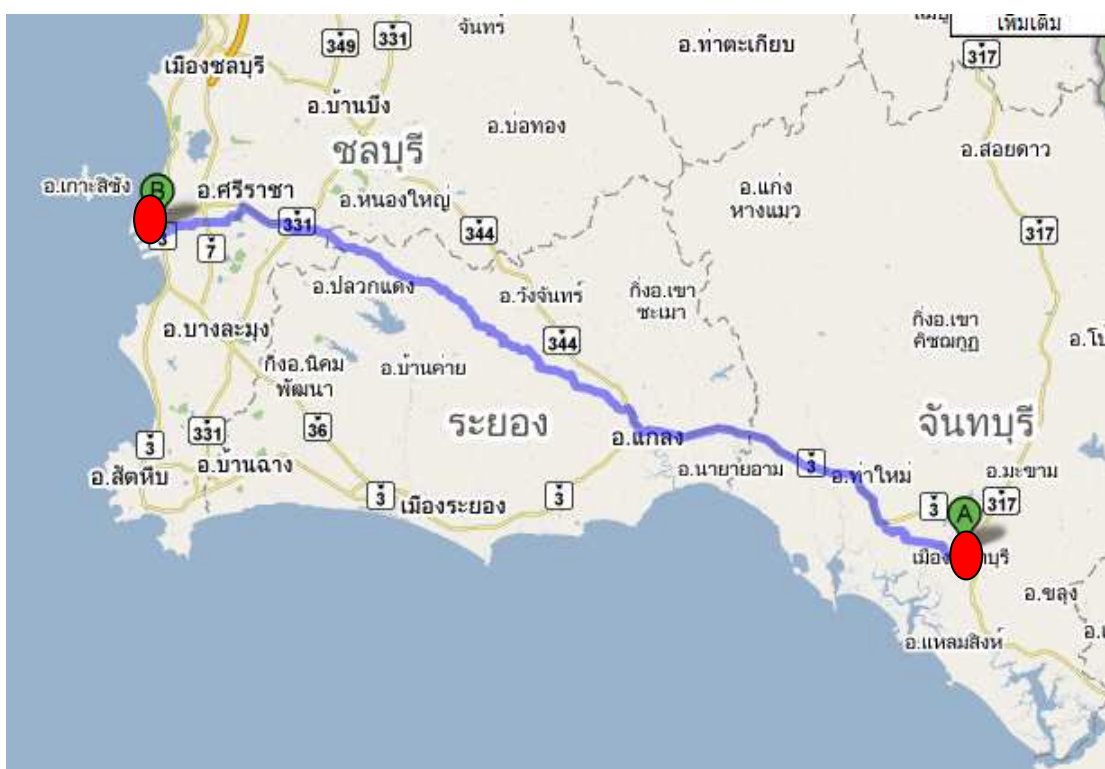 จันทร์
เพิ่มเติม
349
331
317
อ.ท่าตะเกียบ
เมืองชลบุรี
อ.บ้านบึง
อ.บ่อทอง
ชลบุรี
อ.สอยดาว
อ.เกาะสีชัง
B
อ.ศรีราชา
อ.หนองใหญ่
อ.แก่ง
หางแมว
331
344
317
3
7
อ.ปลวกแดง
อ.วังจันทร์
กิ่งอ.เขา
ชะเมา
อ.บางละมุง
344
กิ่งอ.เขา
คิชฌกูฏ
กิ่งอ.นิคม
พัฒนา
อ.บ้านค่าย
ระยอง
จันทบุรี
3
331
36
อ.แกลง
อ.สัตหีบ
อ.บ้านฉาง
อ.นายายอาม
3
อ.ท่าใหม่
อ.มะขาม
3
เมืองระยอง
3
3
317
A
อ.ขลุง
อ.แหลมสิงห์